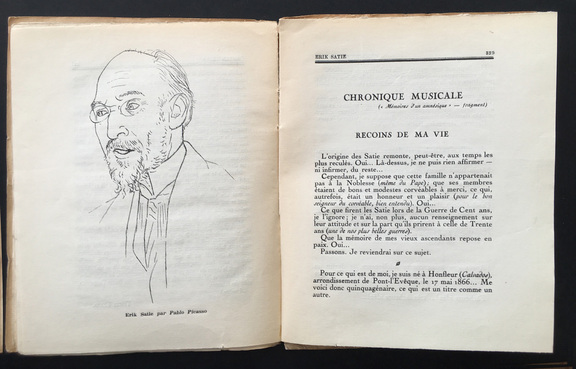 Erik Satie par Pablo Picasso
ERIK SATIE
CHRONIQUE MUSICALE
(« Mémoires d'un amnésique » — fragment)
RECOINS DE MA VIE
L'origine des Satie remonte, peut-être, aux temps les
plus reculés. Oui... Là-dessus, je ne puis rien affirmer —
ni infirmer, du reste...
Cependant, je suppose que cette famille n'appartenait
pas à la Noblesse (même du Pape); que ses membres
étaient de bons et modestes corvéables à merci, ce qui,
autrefois, était un honneur et un plaisir (pour le bon
seigneur du corvéable, bien entendu). Oui...
Ce que firent les Satie lors de la Guerre de Cent ans,
je l'ignore; je n'ai, non plus, aucun renseignement sur
leur attitude et sur la part qu'ils prirent à celle de Trente
ans (une de nos plus belles guerres).
Que la mémoire de mes vieux ascendants repose en
paix. Oui...
Passons. Je reviendrai sur ce sujet.
Pour ce qui est de moi, je suis né à Honfleur (Calvados),
arrondissement de Pont-l'Evêque, le 17 mai 1866... Me
voici donc quinquagénaire, ce qui est un titre comme un
autre.